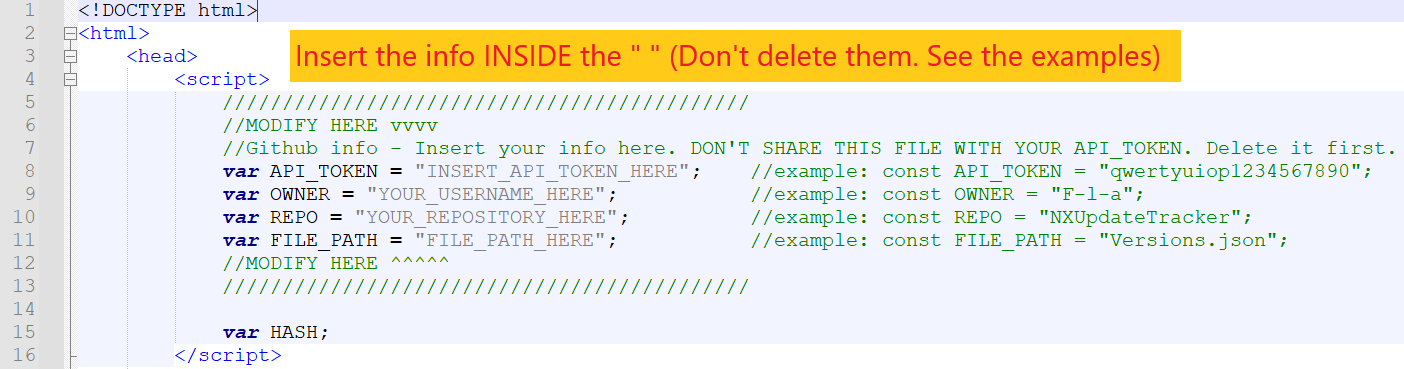 1 <!DOCTYPE html>
2 <html>
Insert the info INSIDE the " " (Don't delete them. See the examples)
3 <head>
4 <script>
5 ////////////////////////////////////////////
6 //MODIFY HERE vvvv
7 //Github info - Insert your info here. DON'T SHARE THIS FILE WITH YOUR API_TOKEN. Delete it first.
8 var API_TOKEN = "INSERT_API_TOKEN_HERE"; //example: const API_TOKEN = "qwertyuiop1234567890";
9 var OWNER = "YOUR_USERNAME_HERE"; //example: const OWNER = "F-l-a";
10 var REPO = "YOUR_REPOSITORY_HERE"; //example: const REPO = "NXUpdateTracker";
11 var FILE_PATH = "FILE_PATH_HERE"; //example: const FILE_PATH = "Versions.json";
12 //MODIFY HERE ^^^^^
13 ////////////////////////////////////////////
14
15 var HASH;
16 </script>